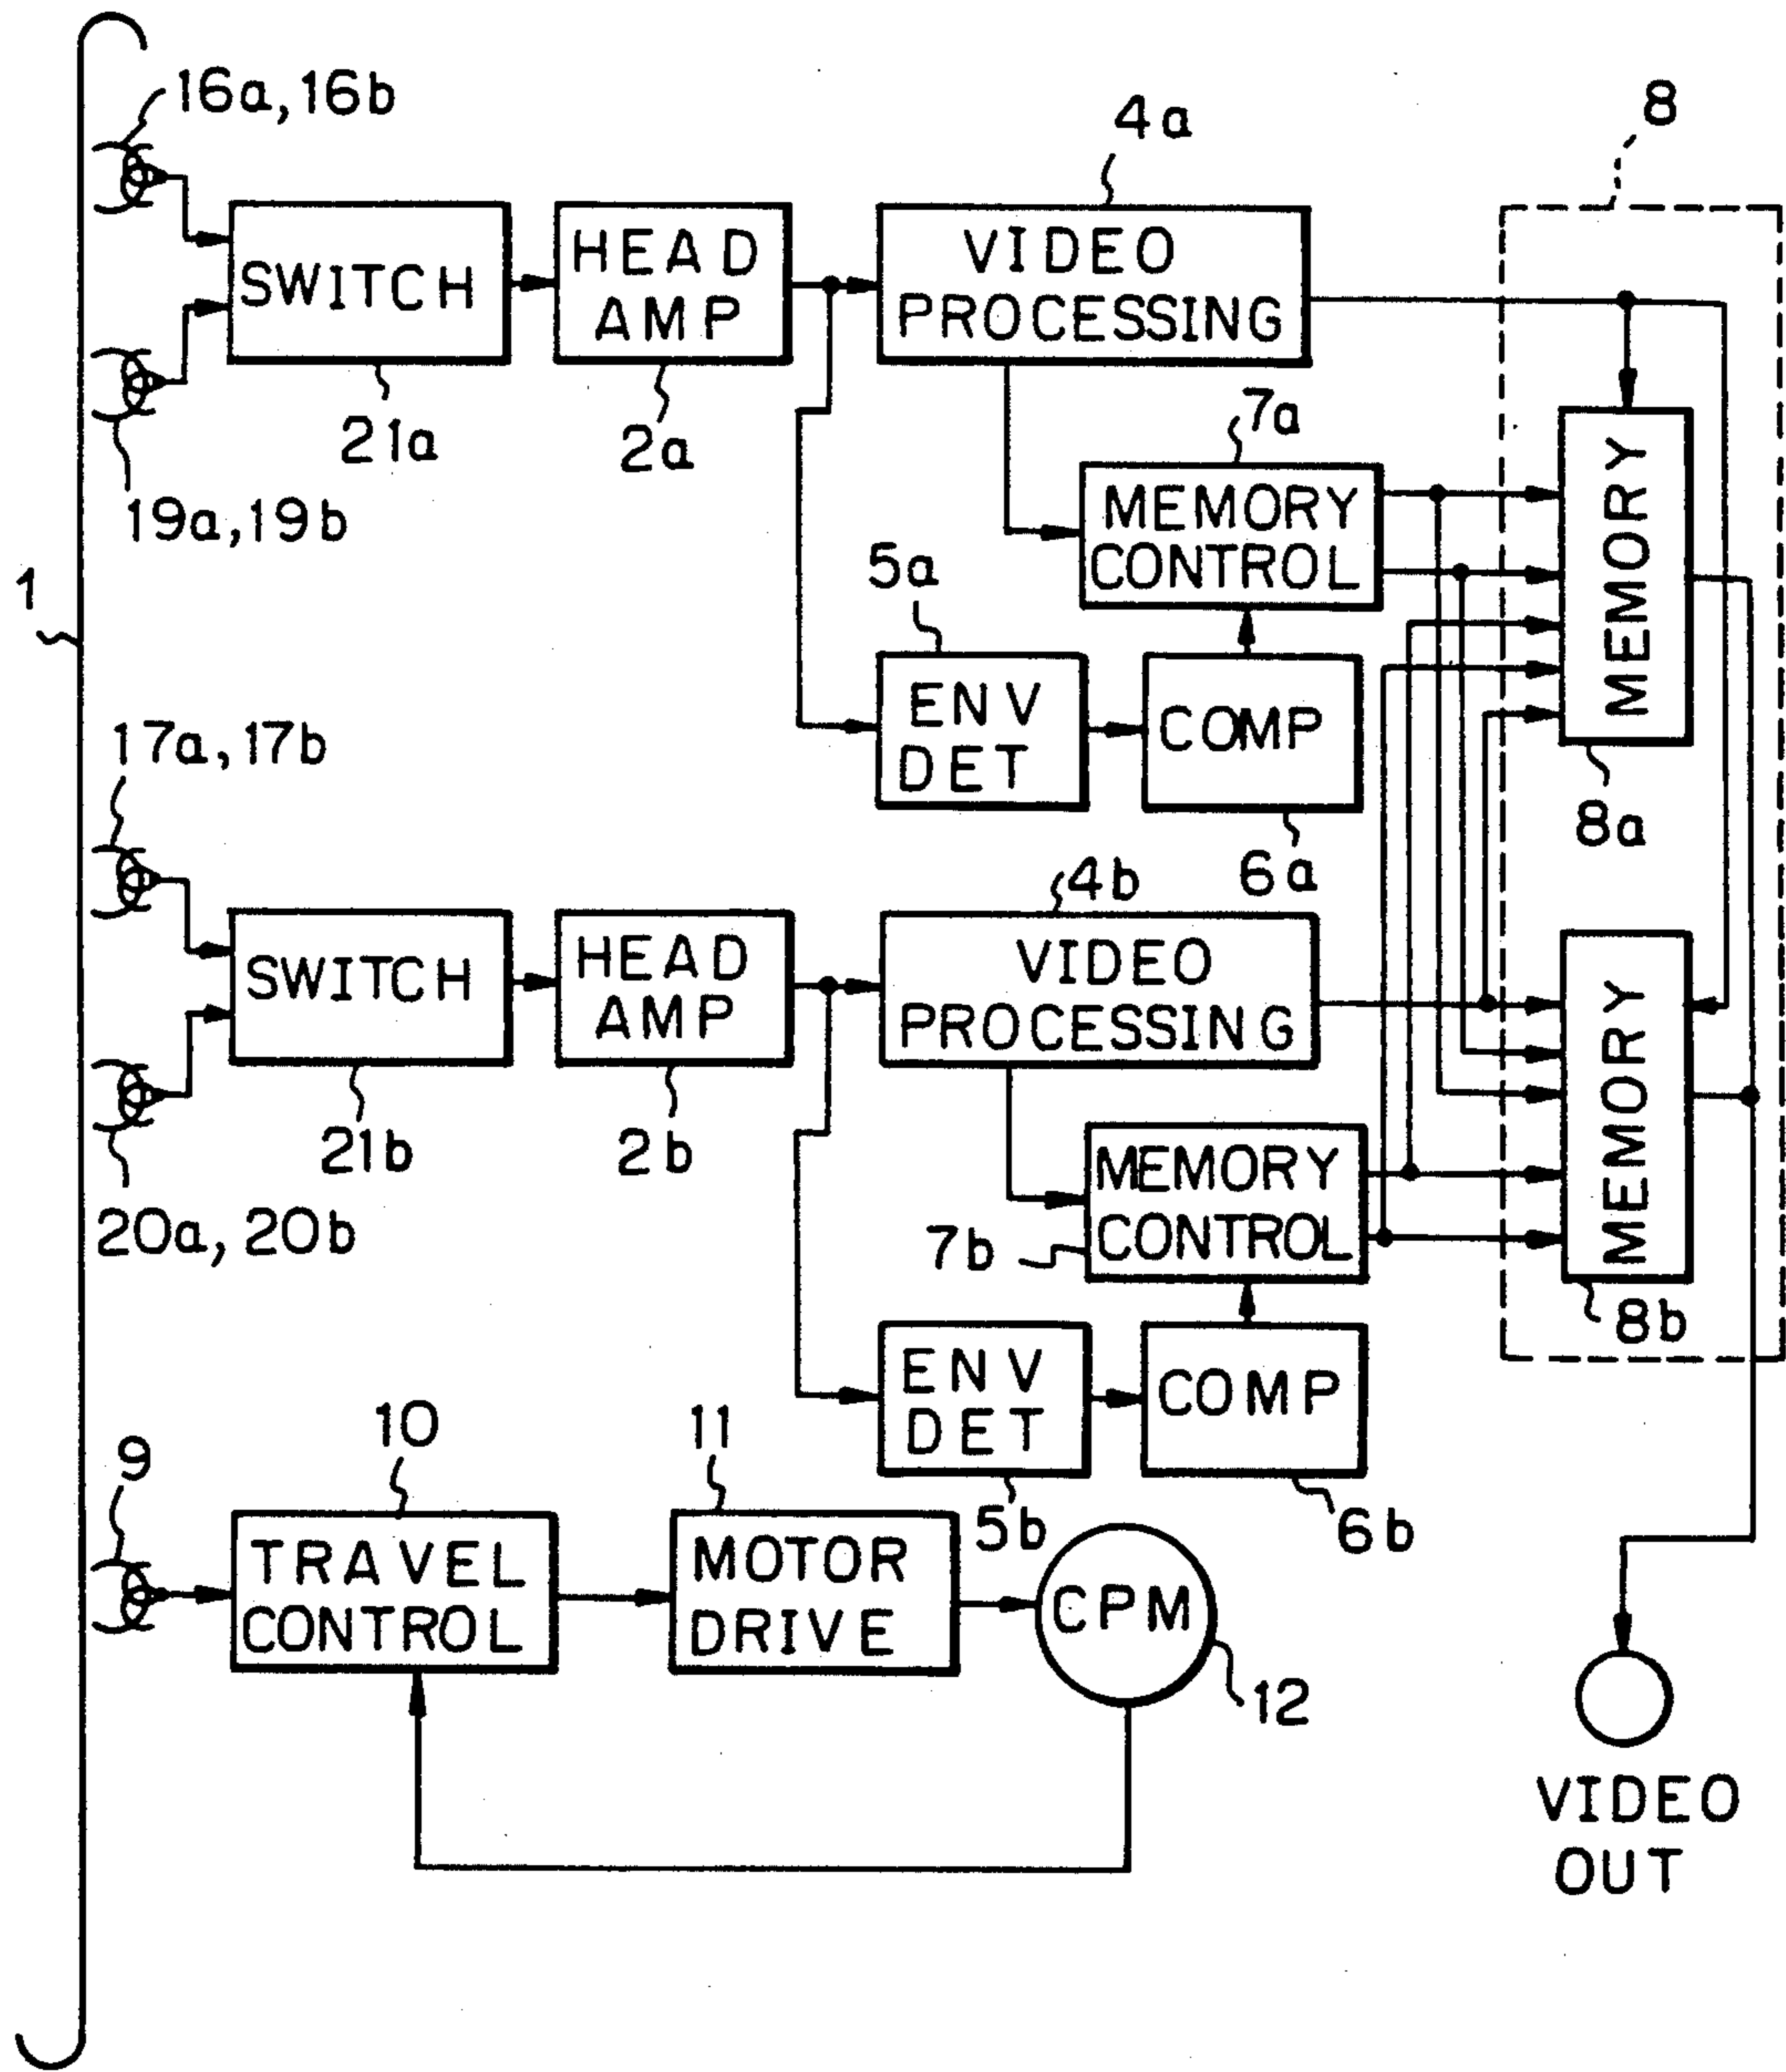 16a, 16b
4a
8
SWITCH
HEAD
AMP
VIDEO
PROCESSING
21a
2a
7a
19a, 19b
MEMORY
CONTROL
MEMORY
1
5a
ENV
DET
COMP
8a
17a, 17b
6a
4b
SWITCH
HEAD
AMP
VIDEO
PROCESSING
MEMORY
21b
2b
MEMORY
CONTROL
20a, 20b
7b
8b
ENV
DET
COMP
10
11
9
5b
6b
TRAVEL
CONTROL
MOTOR
DRIVE
CPM
12
VIDEO
OUT